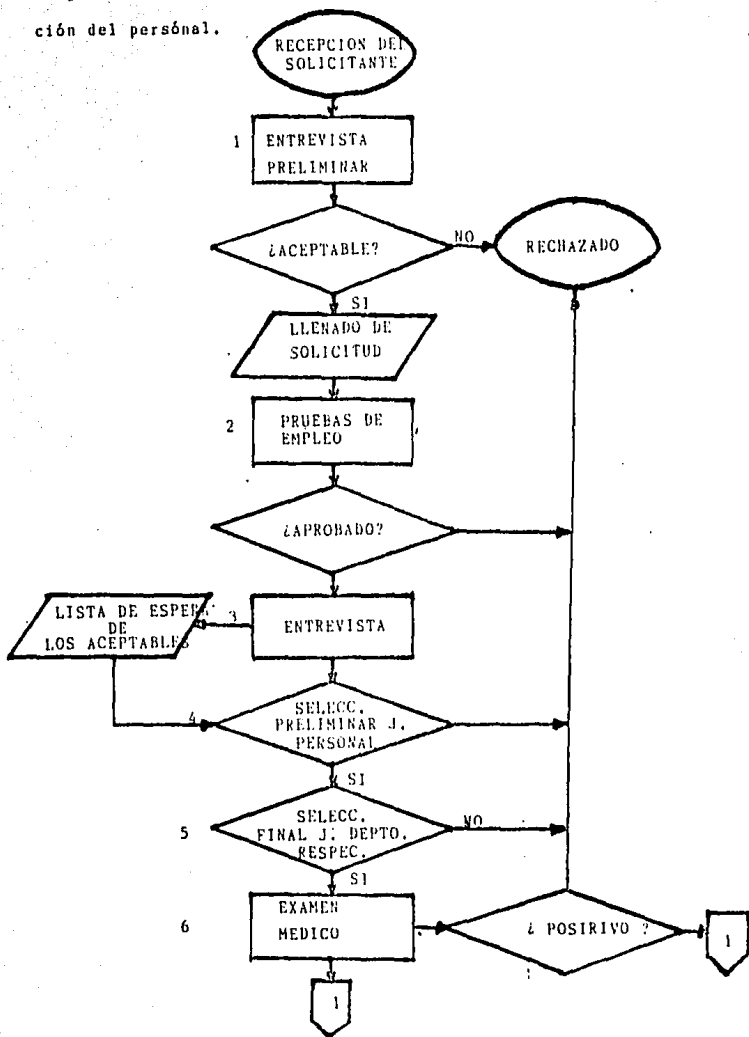 ción del persónal.
RECEPCION DEL
SOLICITANTE
1
ENTREVISTA
PRELIMINAR
¿ACEPTABLE?
NO
RECHAZADO
SI
LLENADO DE
SOLICITUD
2
PRUEBAS DE
EMPLEO
¿APROBADO?
LISTA DE ESPERA
DE
LOS ACEPTABLES
3
ENTREVISTA
4
SELECC.
PRELIMINAR J.
PERSONAL
SI
5
SELECC.
FINAL J. DEPTO.
RESPEC.
NO
SI
6
EXAMEN
MEDICO
¿ POSIRIVO ?
1
1